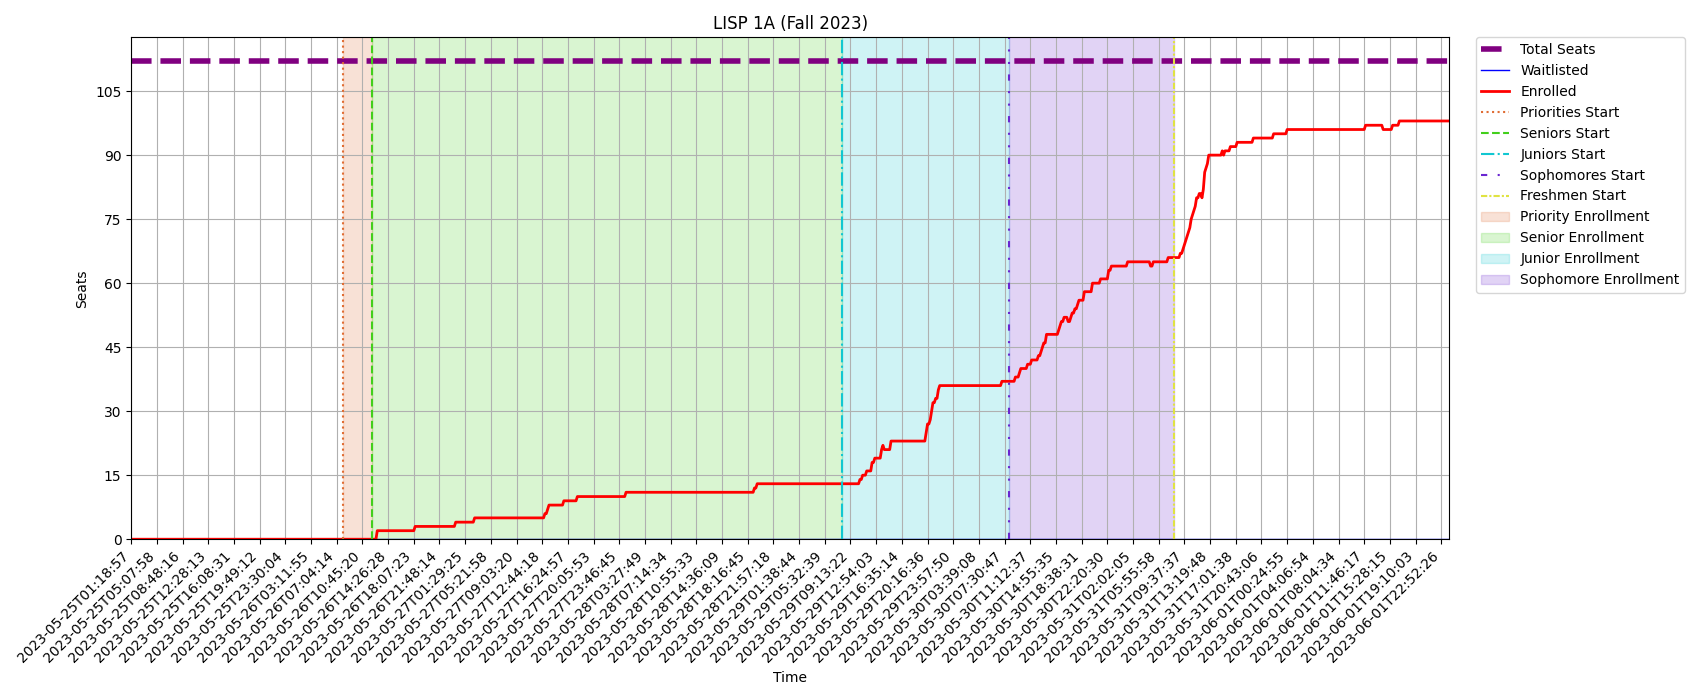 LISP 1A (Fall 2023)
Seats
105
90
75
60
45
30
15
0
2023-05-25T01:18:57
2023-05-25T05:07:58
2023-05-25T08:48:16
2023-05-25T12:28:13
2023-05-25T16:08:31
2023-05-25T19:49:12
2023-05-25T23:30:04
2023-05-26T03:11:55
2023-05-26T07:04:14
2023-05-26T10:45:20
2023-05-26T14:26:28
2023-05-26T18:07:23
2023-05-26T21:48:14
2023-05-27T01:29:25
2023-05-27T05:21:58
2023-05-27T09:03:20
2023-05-27T12:44:18
2023-05-27T16:24:57
2023-05-27T20:05:53
2023-05-27T23:46:45
2023-05-28T03:27:49
2023-05-28T07:14:34
2023-05-28T10:55:33
2023-05-28T14:36:09
2023-05-28T18:16:45
2023-05-28T21:57:18
2023-05-29T01:38:44
2023-05-29T05:32:39
2023-05-29T09:13:22
2023-05-29T12:54:03
2023-05-29T16:35:14
2023-05-29T20:16:36
2023-05-29T23:57:50
2023-05-30T03:39:08
2023-05-30T07:30:47
2023-05-30T11:12:37
2023-05-30T14:55:35
2023-05-30T18:38:31
2023-05-30T22:20:30
2023-05-31T02:02:05
2023-05-31T05:55:58
2023-05-31T09:37:37
2023-05-31T13:19:48
2023-05-31T17:01:38
2023-05-31T20:43:06
2023-06-01T00:24:55
2023-06-01T04:06:54
2023-06-01T08:04:34
2023-06-01T11:46:17
2023-06-01T15:28:15
2023-06-01T19:10:03
2023-06-01T22:52:26
Time
Total Seats
Waitlisted
Enrolled
Priorities Start
Seniors Start
Juniors Start
Sophomores Start
Freshmen Start
Priority Enrollment
Senior Enrollment
Junior Enrollment
Sophomore Enrollment